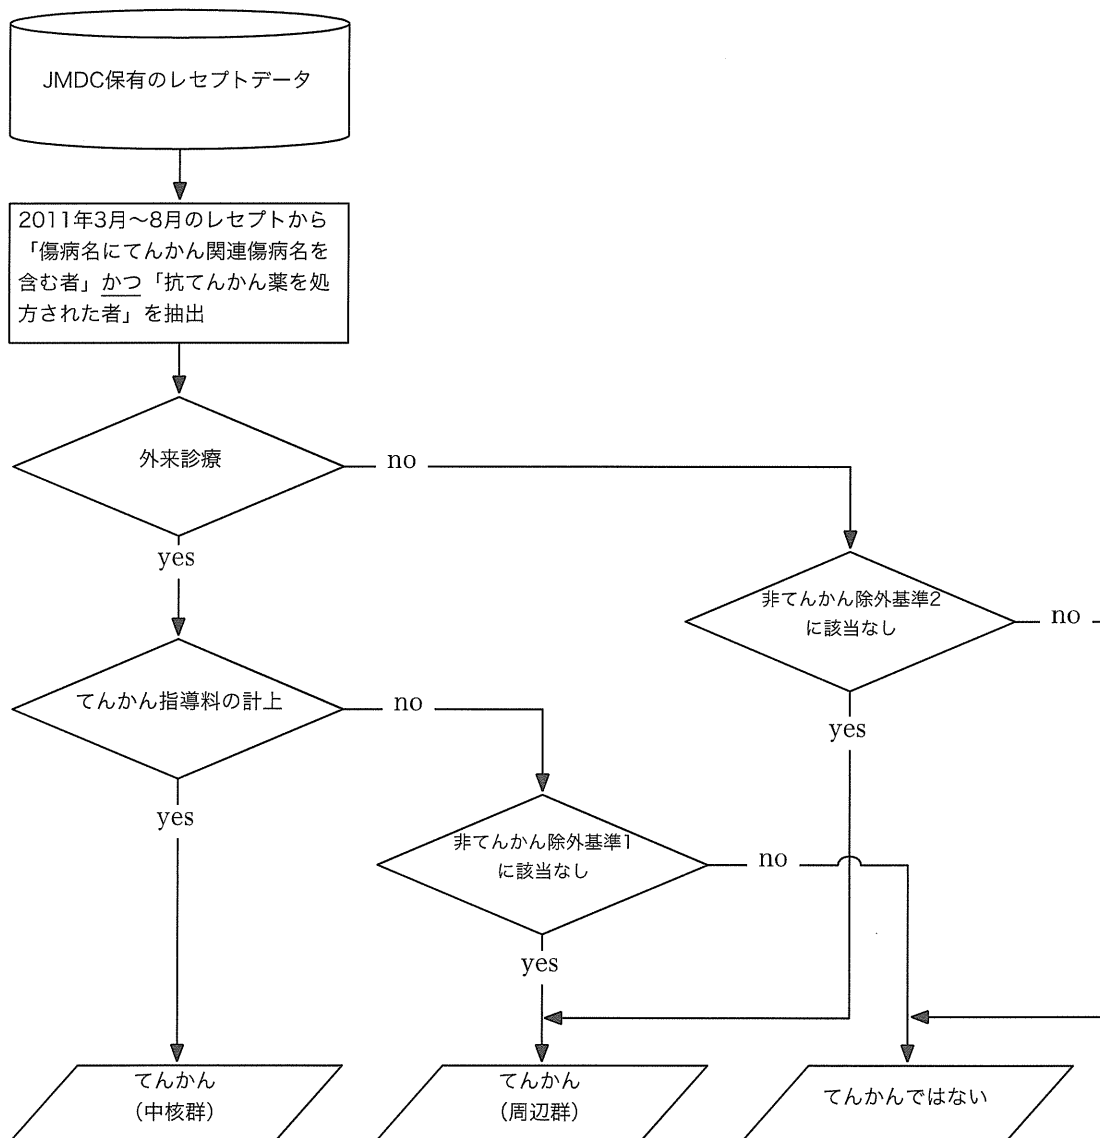 JMDC保有のレセプトデータ
2011年3月〜8月のレセプトから
「傷病名にてんかん関連傷病名を
含む者」かつ「抗てんかん薬を処
方された者」を抽出
外来診療
no
yes
非てんかん除外基準2
に該当なし
no
てんかん指導料の計上
no
yes
yes
非てんかん除外基準1
に該当なし
no
yes
てんかん
（中核群）
てんかん
（周辺群）
てんかんではない